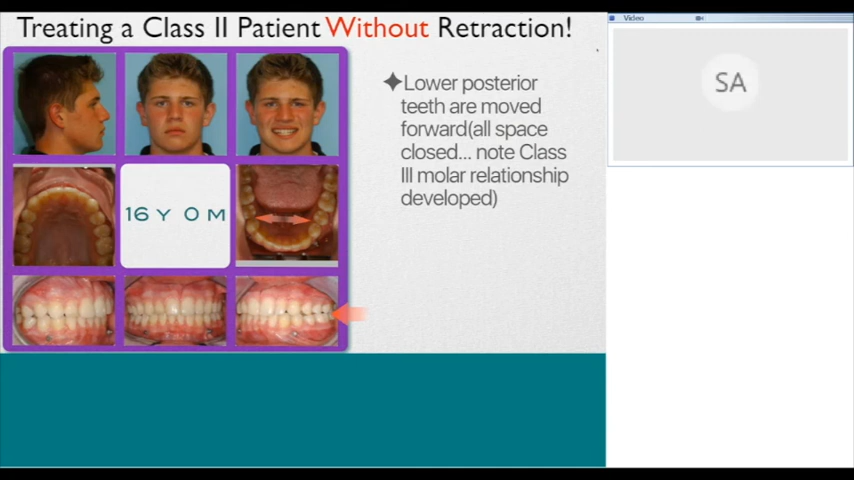 Treating a Class II Patient Without Retraction!
Video
SA
Lower posterior
teeth are moved
forward(all space
closed... note Class
III molar relationship
developed)
16 Y O M